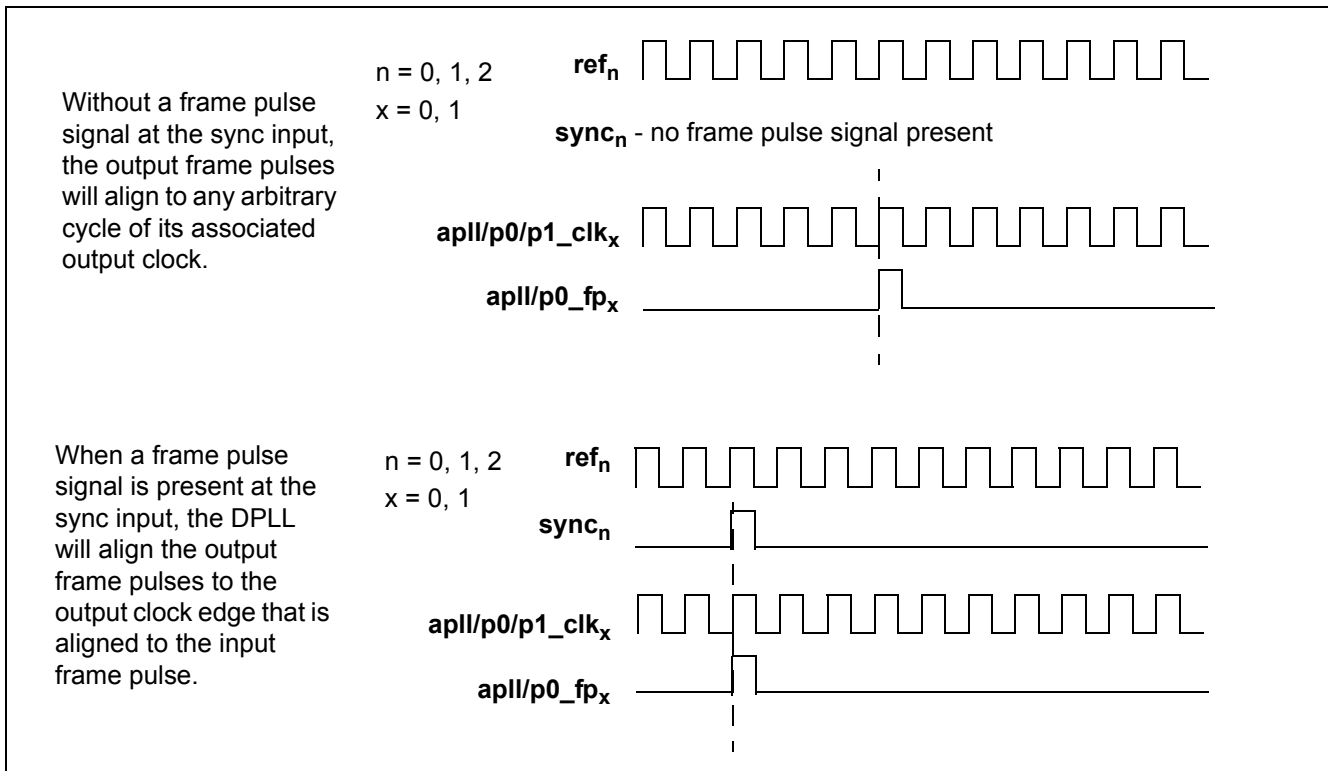 Without a frame pulse
signal at the sync input,
the output frame pulses
will align to any arbitrary
cycle of its associated
output clock.
n = 0, 1, 2
x = 0, 1
refn
syncn - no frame pulse signal present
apll/p0/p1_clkx
apll/p0_fpx
When a frame pulse
signal is present at the
sync input, the DPLL
will align the output
frame pulses to the
output clock edge that is
aligned to the input
frame pulse.
n = 0, 1, 2
x = 0, 1
refn
syncn
apll/p0/p1_clkx
apll/p0_fpx